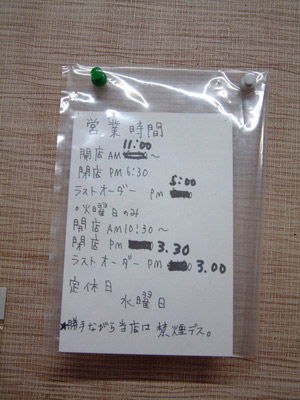 営業時間
開店 AM 11:00～
閉店 PM 6:30
ラストオーダー PM 5:00
○火曜日のみ
開店 AM10:30～
閉店 PM 3.30
ラストオーダー PM 3.00
定休日
水曜日
★勝手ながら当店は 禁煙デス。